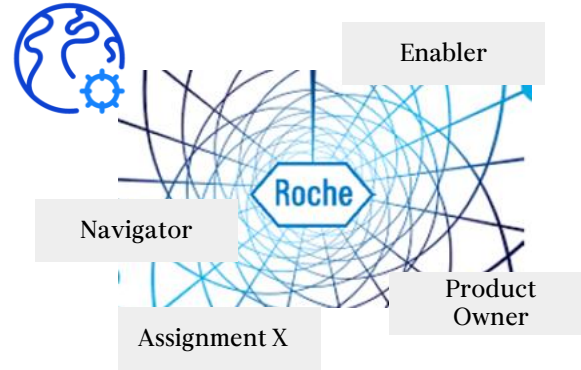 Enabler
Roche
Navigator
Product
Owner
Assignment X